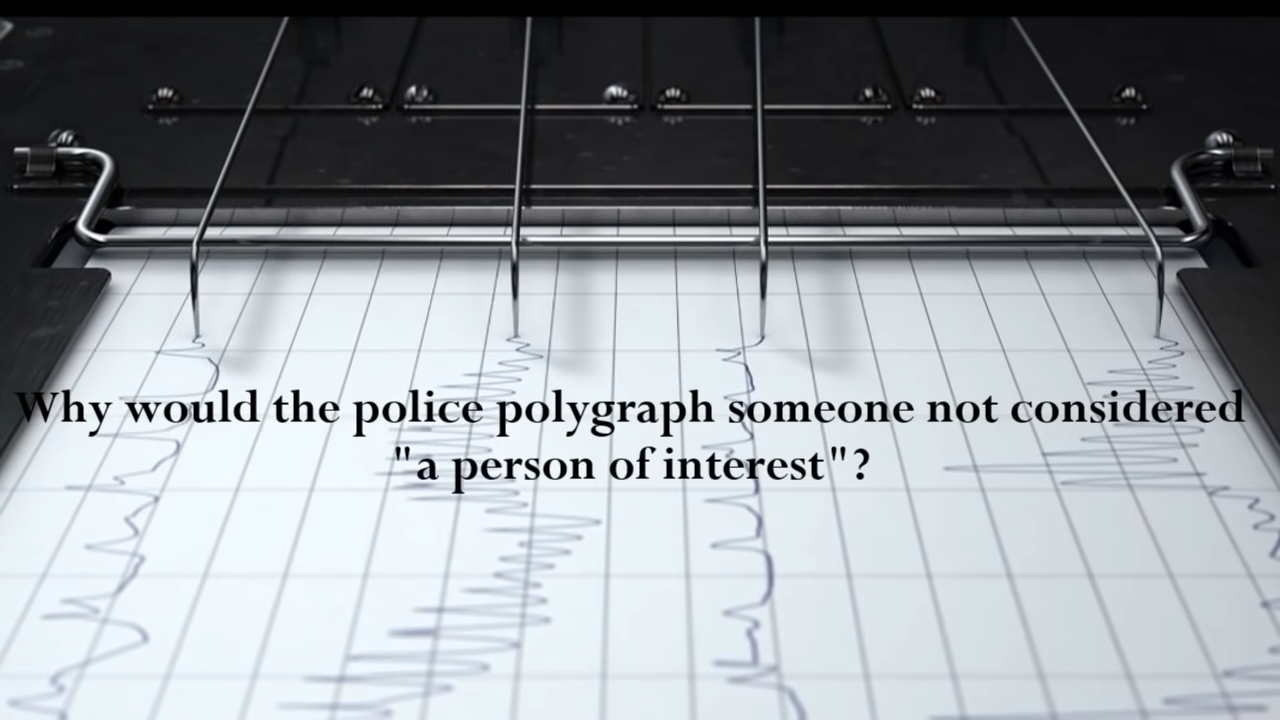 Why would the police polygraph someone not considered
"a person of interest"?